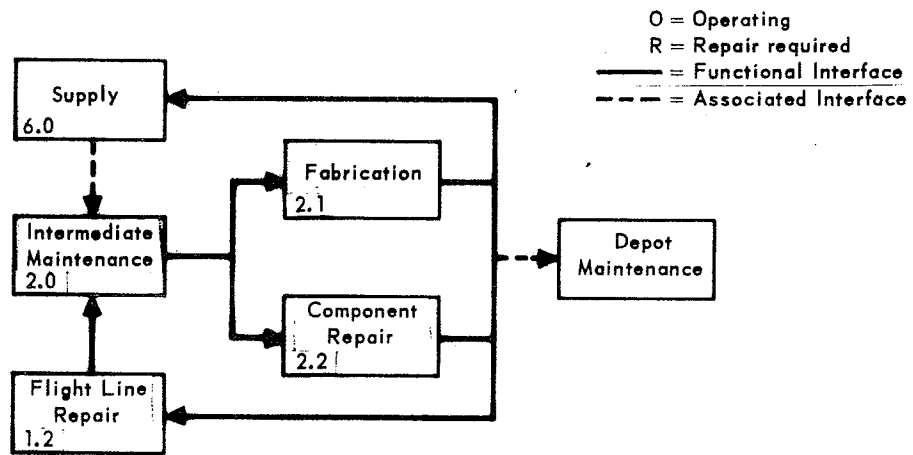 O = Operating
R = Repair required
= Functional Interface
= Associated Interface
Supply
6.0
Fabrication
2.1
Intermediate
Maintenance
2.0
Depot
Maintenance
Component
Repair
2.2
Flight Line
Repair
1.2